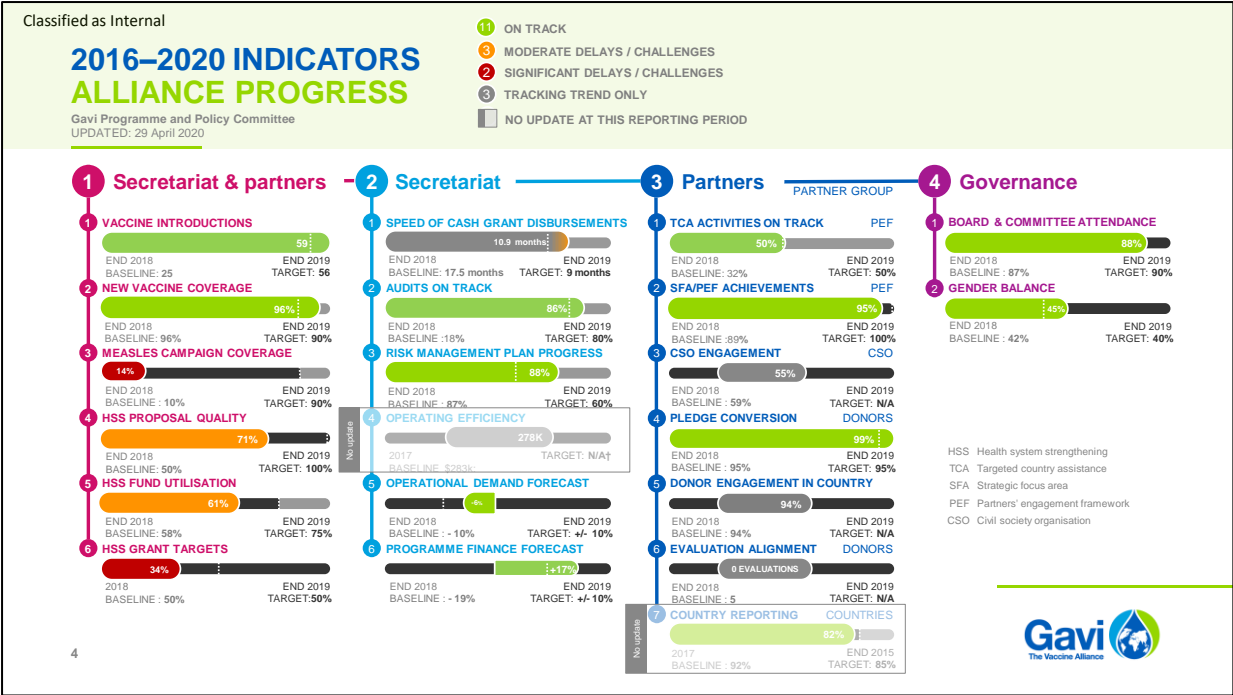 Classified as Internal
2016–2020 INDICATORS
ALLIANCE PROGRESS
Gavi Programme and Policy Committee
UPDATED: 29 April 2020
11 ON TRACK
3 MODERATE DELAYS / CHALLENGES
2 SIGNIFICANT DELAYS / CHALLENGES
3 TRACKING TREND ONLY
NO UPDATE AT THIS REPORTING PERIOD
1 Secretariat & partners
1 VACCINE INTRODUCTIONS
59
END 2018 END 2019
BASELINE: 25 TARGET: 56
2 NEW VACCINE COVERAGE
96%
END 2018 END 2019
BASELINE: 96% TARGET: 90%
3 MEASLES CAMPAIGN COVERAGE
14%
END 2018 END 2019
BASELINE : 10% TARGET: 90%
4 HSS PROPOSAL QUALITY
71%
END 2018 END 2019
BASELINE: 50% TARGET: 100%
5 HSS FUND UTILISATION
61%
END 2018 END 2019
BASELINE: 58% TARGET: 75%
6 HSS GRANT TARGETS
34%
2018 END 2019
BASELINE : 50% TARGET:50%
2 Secretariat
1 SPEED OF CASH GRANT DISBURSEMENTS
10.9 months
END 2018 END 2019
BASELINE: 17.5 months TARGET: 9 months
2 AUDITS ON TRACK
86%
END 2018 END 2019
BASELINE :18% TARGET: 80%
3 RISK MANAGEMENT PLAN PROGRESS
88%
END 2018 END 2019
BASELINE : 87% TARGET: 60%
No update
4 OPERATING EFFICIENCY
278K
2017 TARGET: N/A†
BASELINE $283k
5 OPERATIONAL DEMAND FORECAST
-6%
END 2018 END 2019
BASELINE : - 10% TARGET: +/- 10%
6 PROGRAMME FINANCE FORECAST
+17%
END 2018 END 2019
BASELINE : - 19% TARGET: +/- 10%
3 Partners
PARTNER GROUP
1 TCA ACTIVITIES ON TRACK PEF
50%
END 2018 END 2019
BASELINE: 32% TARGET: 50%
2 SFA/PEF ACHIEVEMENTS PEF
95%
END 2018 END 2019
BASELINE :89% TARGET: 100%
3 CSO ENGAGEMENT CSO
55%
END 2018 END 2019
BASELINE : 59% TARGET: N/A
4 PLEDGE CONVERSION DONORS
99%
END 2018 END 2019
BASELINE : 95% TARGET: 95%
5 DONOR ENGAGEMENT IN COUNTRY
94%
END 2018 END 2019
BASELINE : 94% TARGET: N/A
6 EVALUATION ALIGNMENT DONORS
0 EVALUATIONS
END 2018 END 2019
BASELINE : 5 TARGET: N/A
No update
7 COUNTRY REPORTING COUNTRIES
82%
2017 END 2015
BASELINE : 92% TARGET: 85%
4 Governance
1 BOARD & COMMITTEE ATTENDANCE
88%
END 2018 END 2019
BASELINE : 87% TARGET: 90%
2 GENDER BALANCE
45%
END 2018 END 2019
BASELINE : 42% TARGET: 40%
HSS Health system strengthening
TCA Targeted country assistance
SFA Strategic focus area
PEF Partners' engagement framework
CSO Civil society organisation
Gavi
The Vaccine Alliance
4